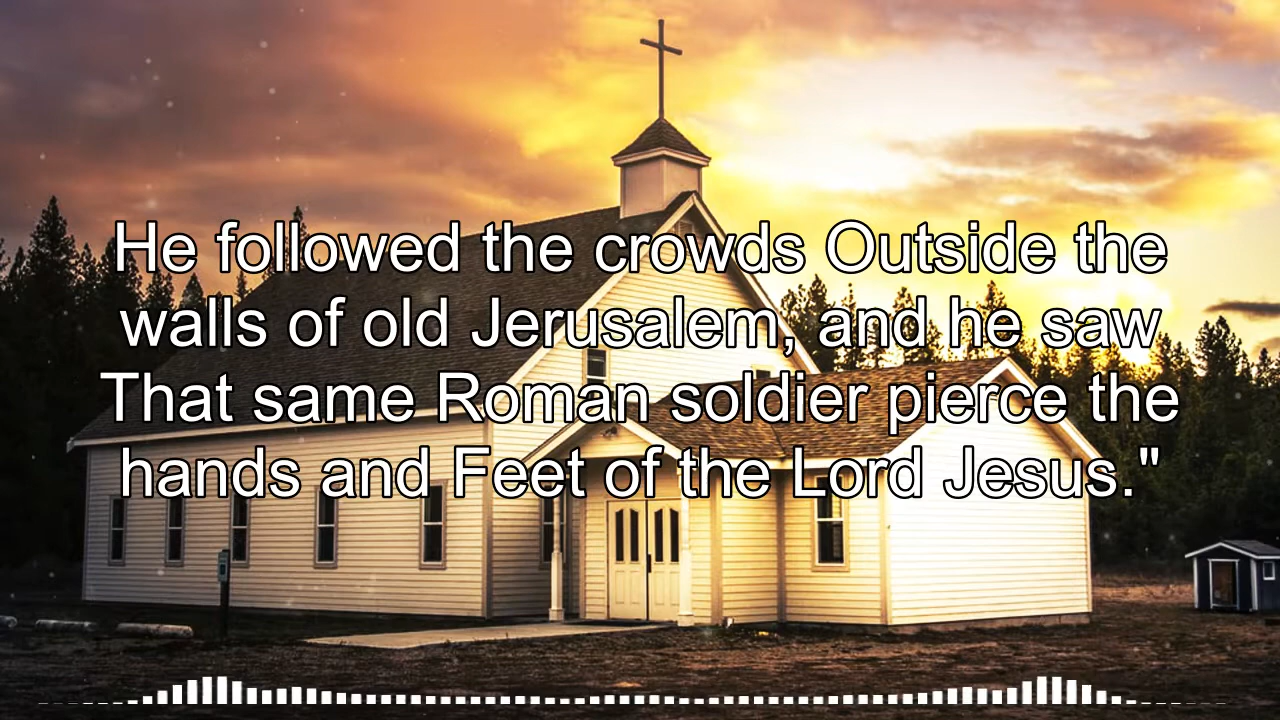 He followed the crowds Outside the
walls of old Jerusalem, and he saw
That same Roman soldier pierce the
hands and Feet of the Lord Jesus."